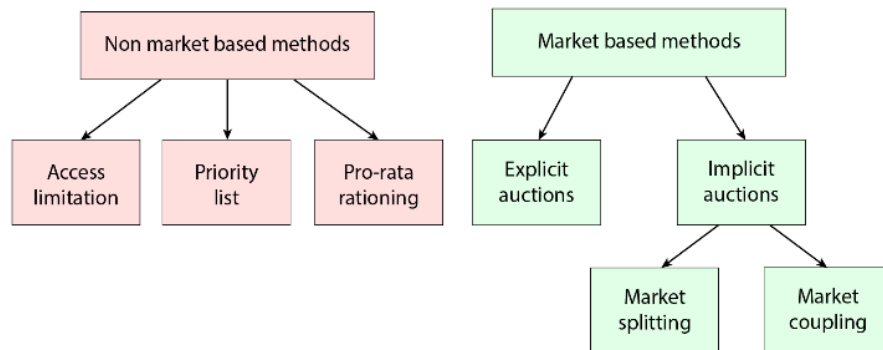 Non market based methods
Market based methods
Access
limitation
Priority
list
Pro-rata
rationing
Explicit
auctions
Implicit
auctions
Market
splitting
Market
coupling